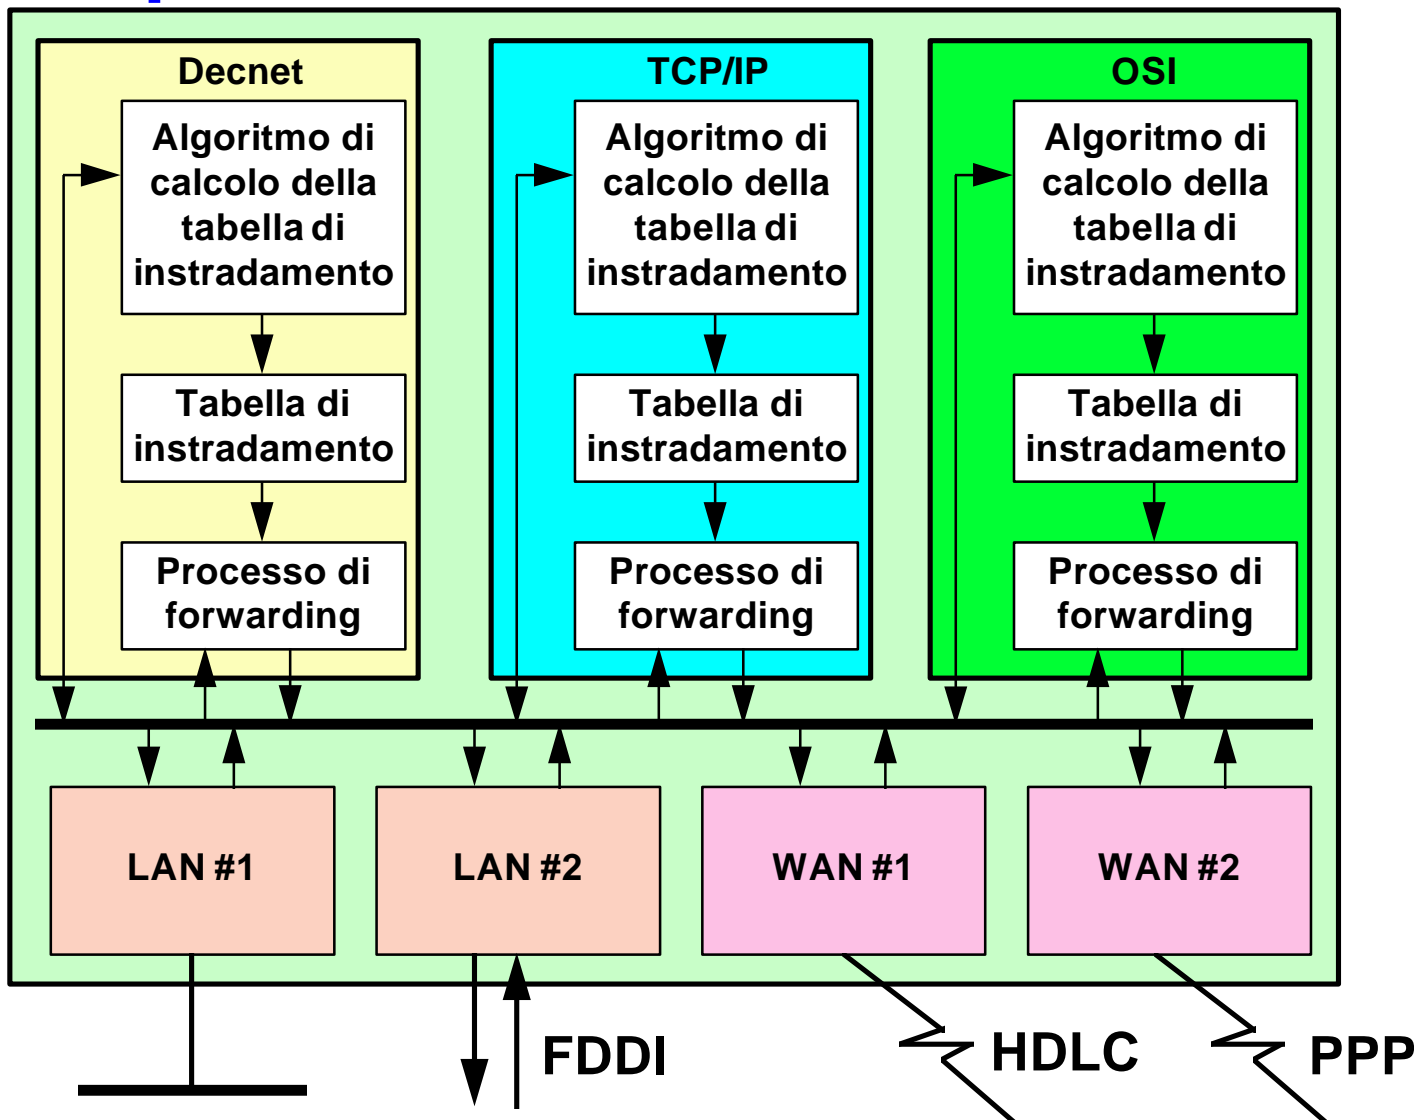 Decnet
Algoritmo di
calcolo della
tabella di
instradamento
Tabella di
instradamento
Processo di
forwarding
TCP/IP
Algoritmo di
calcolo della
tabella di
instradamento
Tabella di
instradamento
Processo di
forwarding
OSI
Algoritmo di
calcolo della
tabella di
instradamento
Tabella di
instradamento
Processo di
forwarding
LAN #1
LAN #2
WAN #1
WAN #2
FDDI
HDLC
PPP